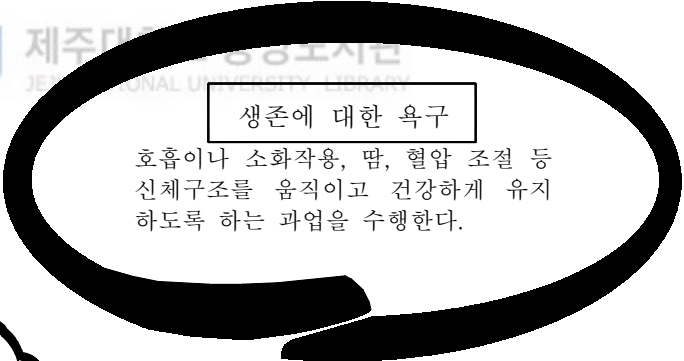 제주대
UNIVERSITY LIBRARY
생존에 대한 욕구
호흡이나 소화작용, 땀, 혈압 조절 등
신체구조를 움직이고 건강하게 유지
하도록 하는 과업을 수행한다.